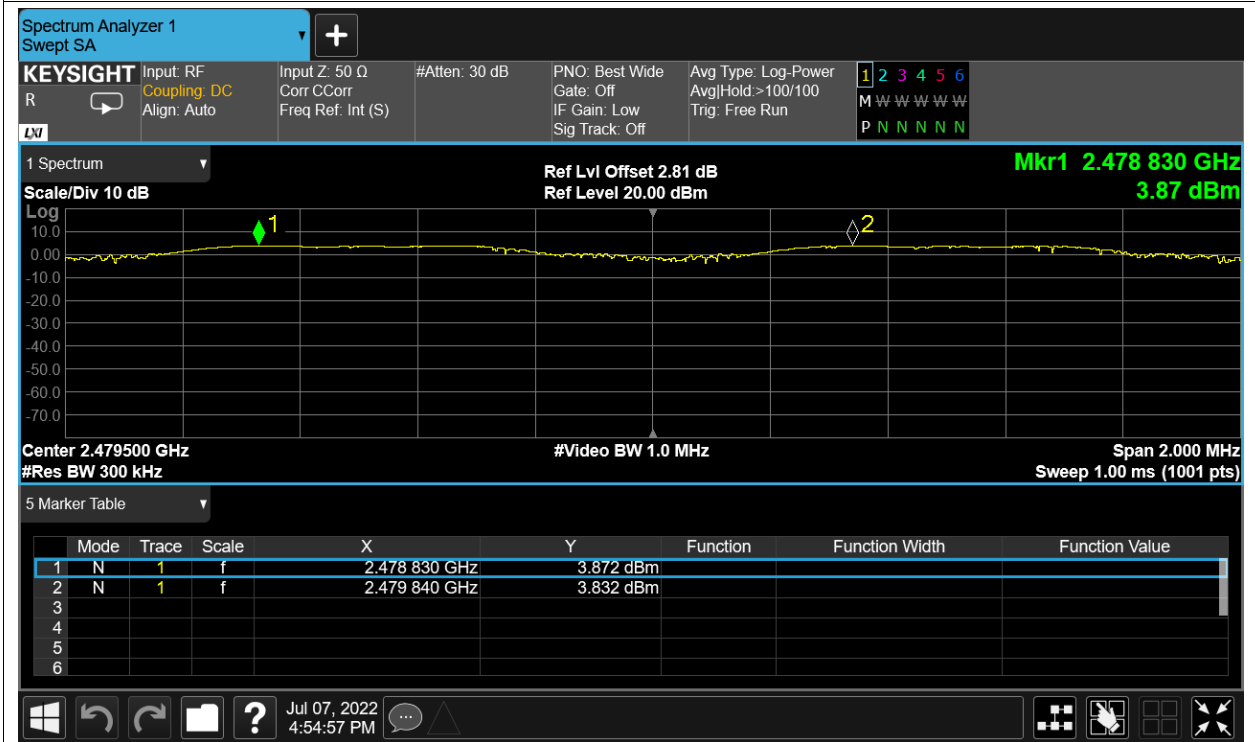 Spectrum Analyzer 1
Swept SA
+
KEYSIGHT Input: RF Input Z: 50 Ω #Atten: 30 dB PNO: Best Wide Avg Type: Log-Power 1 2 3 4 5 6
R Coupling: DC Corr CCorr Gate: Off Avg|Hold:>100/100 M W W W W W
Align: Auto Freq Ref: Int (S) IF Gain: Low Trig: Free Run
LXI Sig Track: Off P N N N N N
1 Spectrum Ref Lvl Offset 2.81 dB Mkr1 2.478 830 GHz
Scale/Div 10 dB Ref Level 20.00 dBm 3.87 dBm
Log
1 2
10.0
0.00
-10.0
-20.0
-30.0
-40.0
-50.0
-60.0
-70.0
Center 2.479500 GHz #Video BW 1.0 MHz Span 2.000 MHz
#Res BW 300 kHz Sweep 1.00 ms (1001 pts)
5 Marker Table
Mode Trace Scale X Y Function Function Width Function Value
1 N 1 f 2.478 830 GHz 3.872 dBm
2 N 1 f 2.479 840 GHz 3.832 dBm
3
4
5
6
? Jul 07, 2022
4:54:57 PM